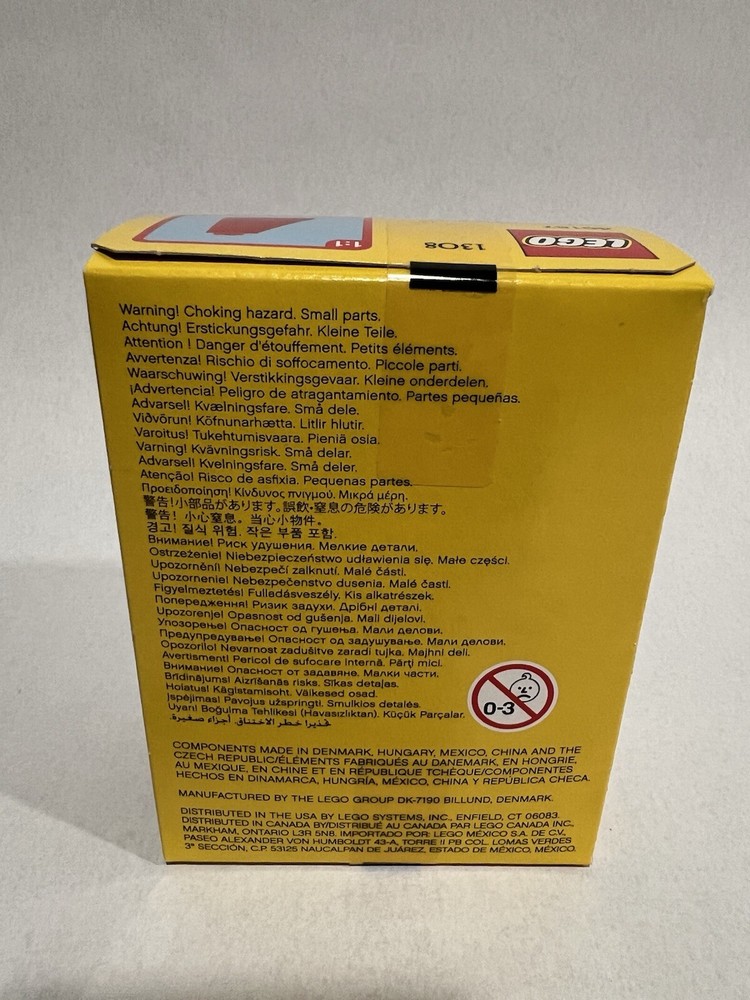 1:1
1308
LEGO
Warning! Choking hazard. Small parts.
Achtung! Erstickungsgefahr. Kleine Teile.
Attention ! Danger d'étouffement. Petits éléments.
Avvertenza! Rischio di soffocamento. Piccole parti.
Waarschuwing! Verstikkingsgevaar. Kleine onderdelen.
¡Advertencia! Peligro de atragantamiento. Partes pequeñas.
Advarsel! Kvælningsfare. Små dele.
Viðvörun! Köfnunarhætta. Litlir hlutir.
Varoitus! Tukehtumisvaara. Pieniä osia.
Varning! Kvävningsrisk. Små delar.
Advarsel! Kvelningsfare. Små deler.
Atenção! Risco de asfixia. Pequenas partes.
Προειδοποίηση! Κίνδυνος πνιγμού. Μικρά μέρη.
警告!小部品があります。誤飲・窒息の危険があります。
警告! 小心窒息。当心小物件。
경고! 질식 위험. 작은 부품 포함.
Внимание! Риск удушения. Мелкие детали.
Ostrzeżenie! Niebezpieczeństwo udławienia się. Małe części.
Upozornění! Nebezpečí zalknutí. Malé části.
Upozornenie! Nebezpečenstvo dusenia. Malé časti.
Figyelmeztetés! Fulladásveszély. Kis alkatrészek.
Попередження! Ризик задухи. Дрібні деталі.
Upozorenje! Opasnost od gušenja. Mali dijelovi.
Упозорење! Опасност од гушења. Мали делови.
Предупредување! Опасност од задушување. Мали делови.
Opozorilo! Nevarnost zadušitve zaradi tujka. Majhni deli.
Avertisment! Pericol de sufocare internă. Părţi mici.
Внимание! Опасност от задавяне. Малки части.
Brīdinājums! Aizrīšanās risks. Sīkas detaļas.
Hoiatus! Kägistamisoht. Väikesed osad.
Įspėjimas! Pavojus užspringti. Smulkios detalės.
Uyarı! Boğulma Tehlikesi (Havasızlıktan). Küçük Parçalar.
تحذير! خطر الاختناق. أجزاء صغيرة.
0-3
COMPONENTS MADE IN DENMARK, HUNGARY, MEXICO, CHINA AND THE
CZECH REPUBLIC/ÉLÉMENTS FABRIQUÉS AU DANEMARK, EN HONGRIE,
AU MEXIQUE, EN CHINE ET EN RÉPUBLIQUE TCHÈQUE/COMPONENTES
HECHOS EN DINAMARCA, HUNGRÍA, MÉXICO, CHINA Y REPÚBLICA CHECA.
MANUFACTURED BY THE LEGO GROUP DK-7190 BILLUND, DENMARK.
DISTRIBUTED IN THE USA BY LEGO SYSTEMS, INC., ENFIELD, CT 06083.
DISTRIBUTED IN CANADA BY/DISTRIBUÉ AU CANADA PAR LEGO CANADA INC.,
MARKHAM, ONTARIO L3R 5N8. IMPORTADO POR: LEGO MÉXICO S.A. DE C.V.,
PASEO ALEXANDER VON HUMBOLDT 43-A, TORRE II PB COL. LOMAS VERDES
3ª SECCIÓN, C.P. 53125 NAUCALPAN DE JUÁREZ, ESTADO DE MÉXICO, MÉXICO.